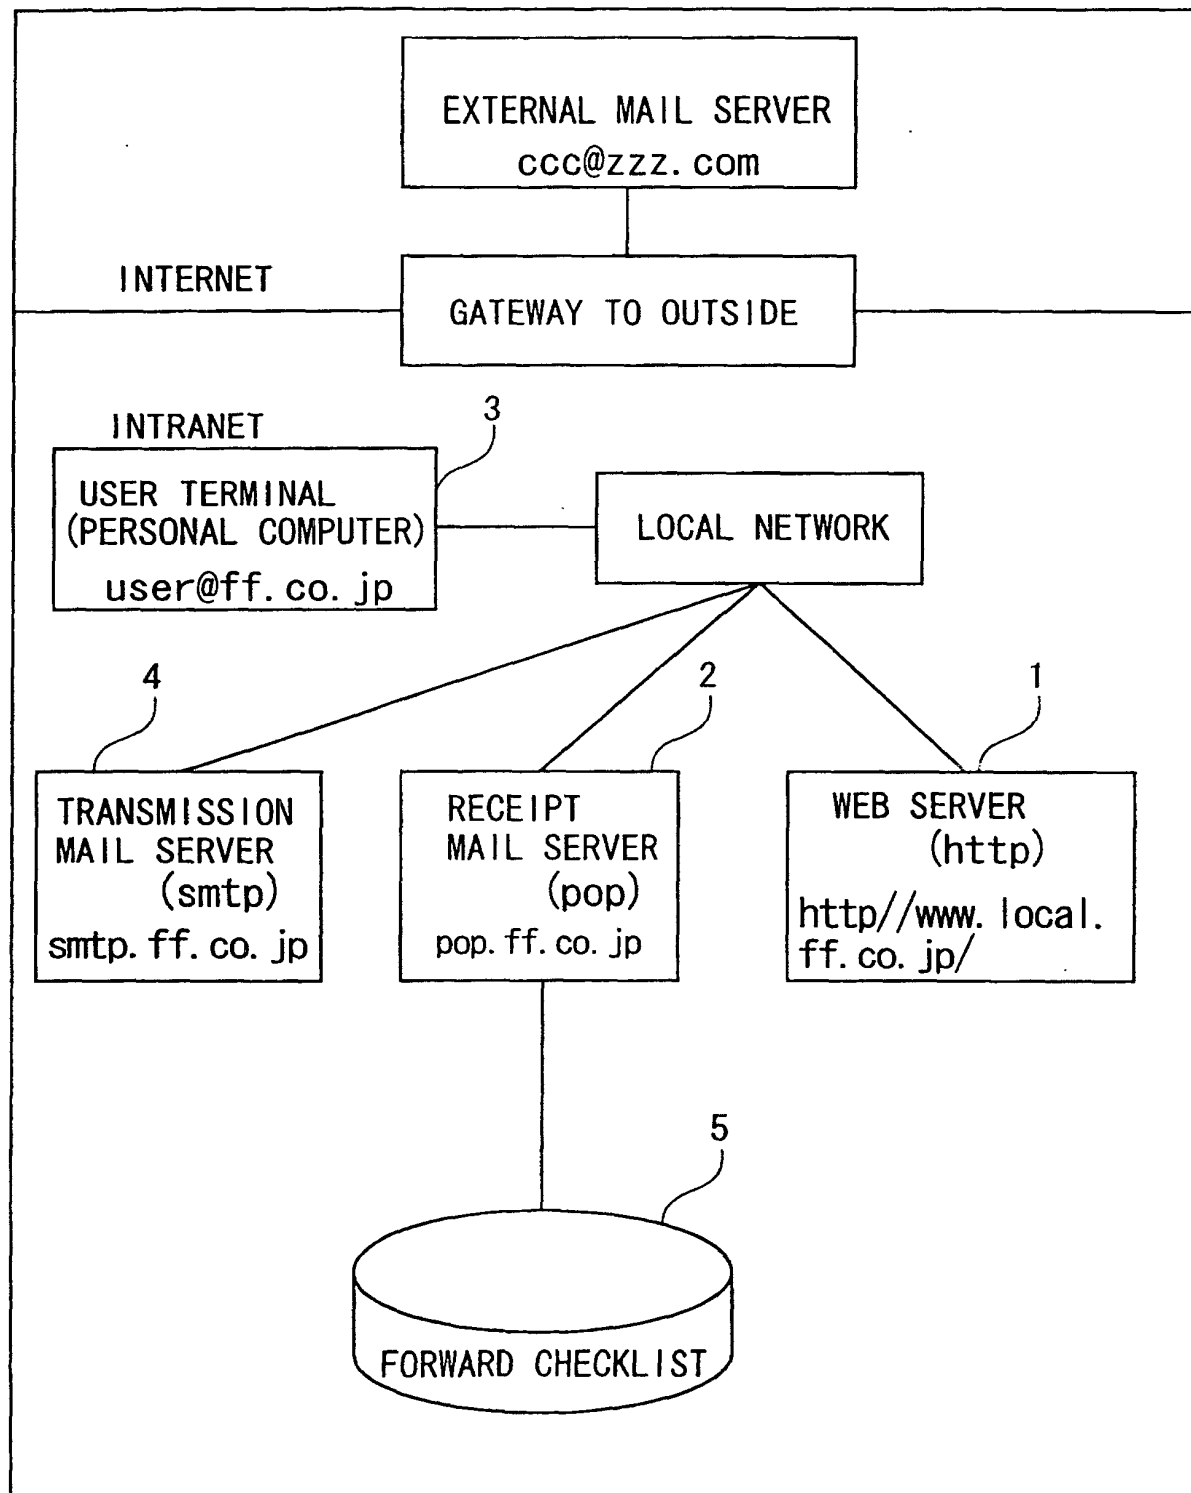 EXTERNAL MAIL SERVER
ccc@zzz.com
INTERNET
GATEWAY TO OUTSIDE
INTRANET
3
USER TERMINAL
(PERSONAL COMPUTER)
user@ff.co.jp
LOCAL NETWORK
4
2
1
TRANSMISSION
MAIL SERVER
(smtp)
smtp.ff.co.jp
RECEIPT
MAIL SERVER
(pop)
pop.ff.co.jp
WEB SERVER
(http)
http//www.local.
ff.co.jp/
5
FORWARD CHECKLIST